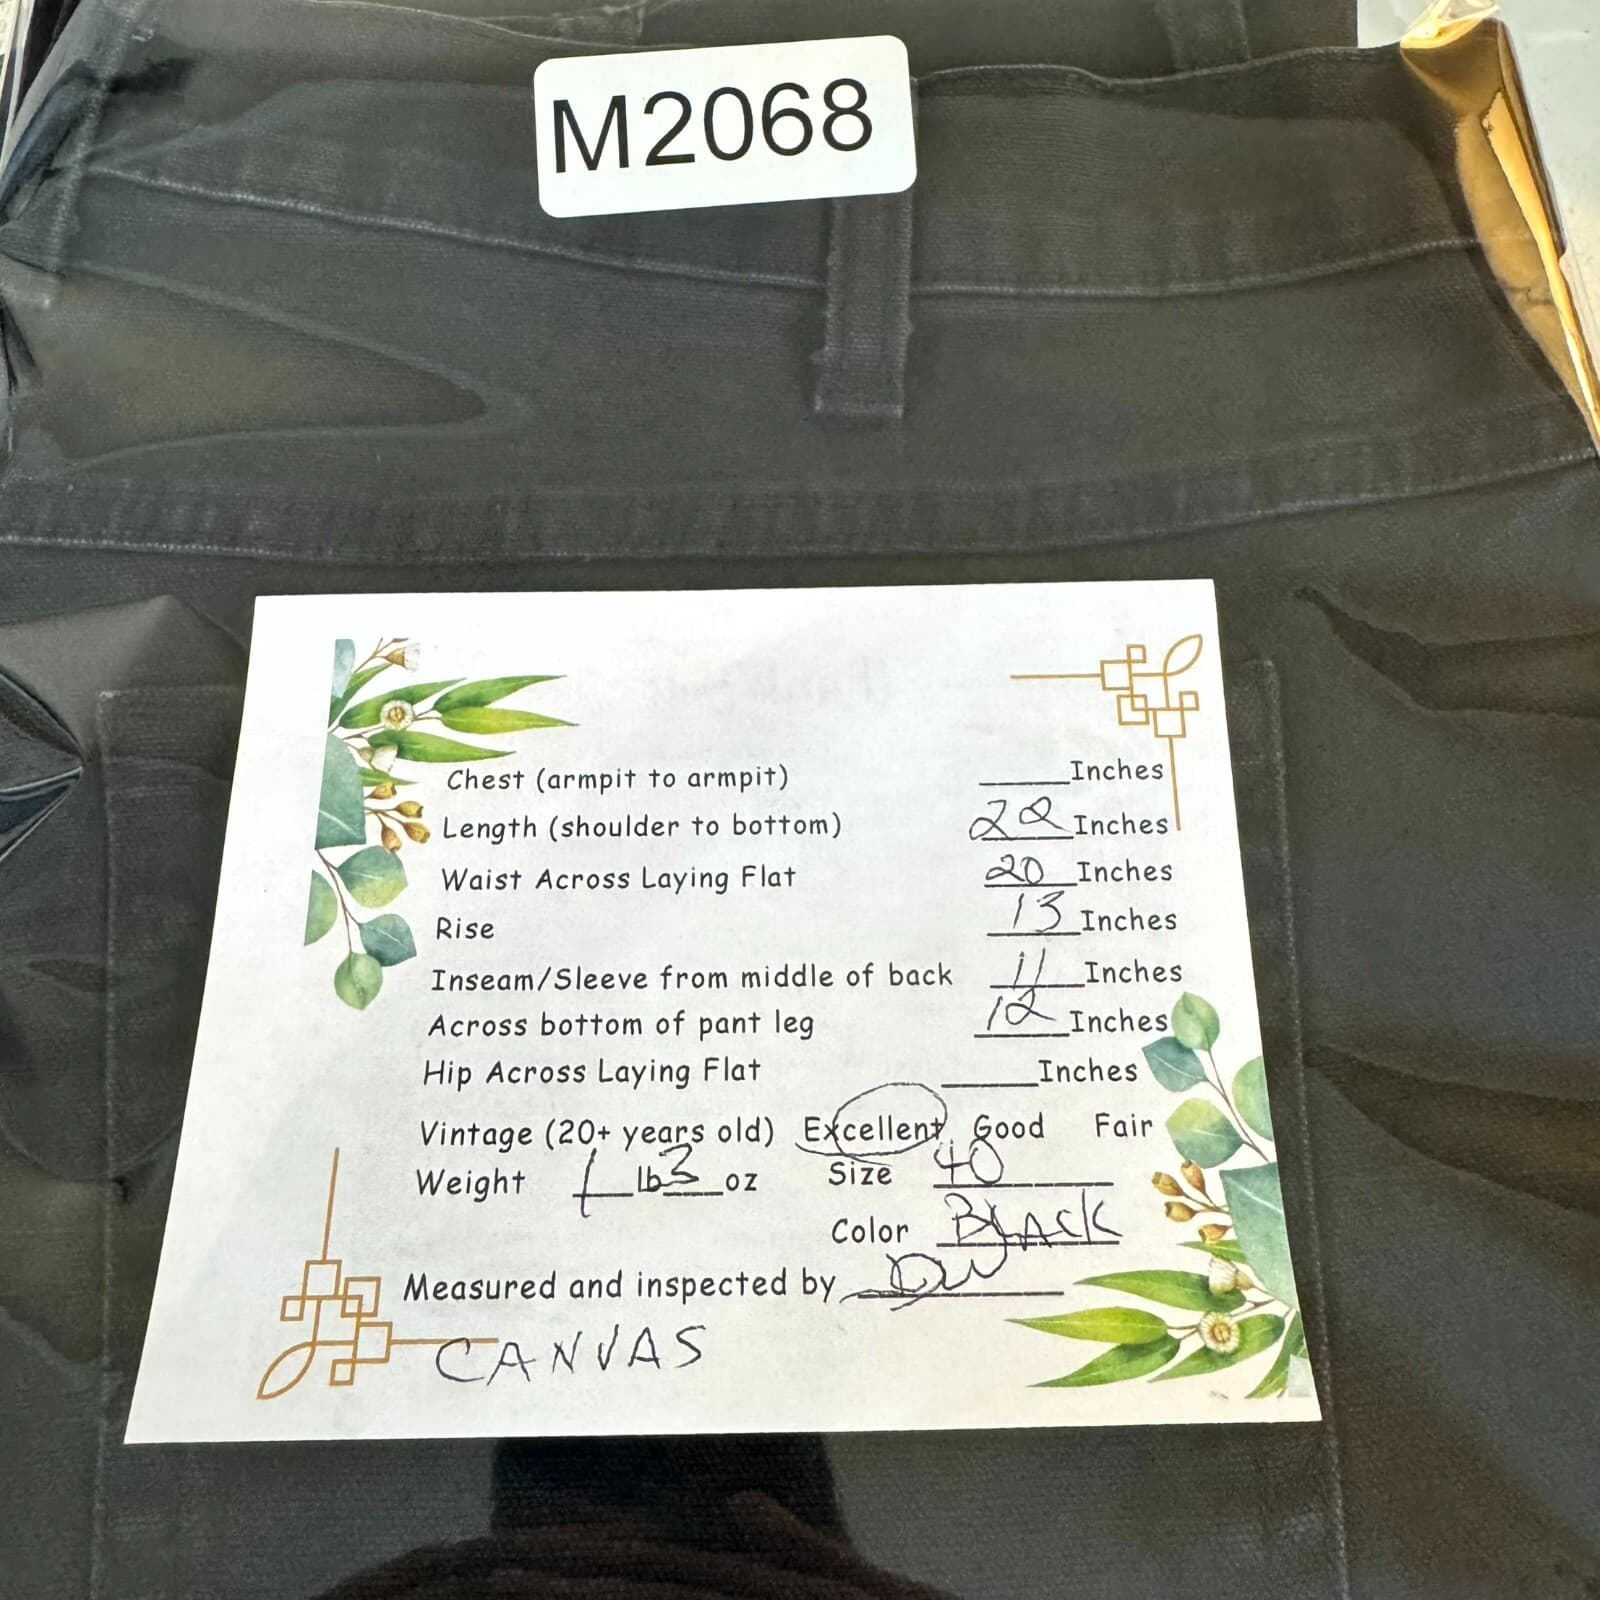 M2068
Chest (armpit to armpit) ______Inches
Length (shoulder to bottom) 22 Inches
Waist Across Laying Flat 20 Inches
Rise 13 Inches
Inseam/Sleeve from middle of back 11 Inches
Across bottom of pant leg 12 Inches
Hip Across Laying Flat ______Inches
Vintage (20+ years old) Excellent Good Fair
Weight 1 lb 3 oz Size 40
Color BLACK
Measured and inspected by
CANVAS